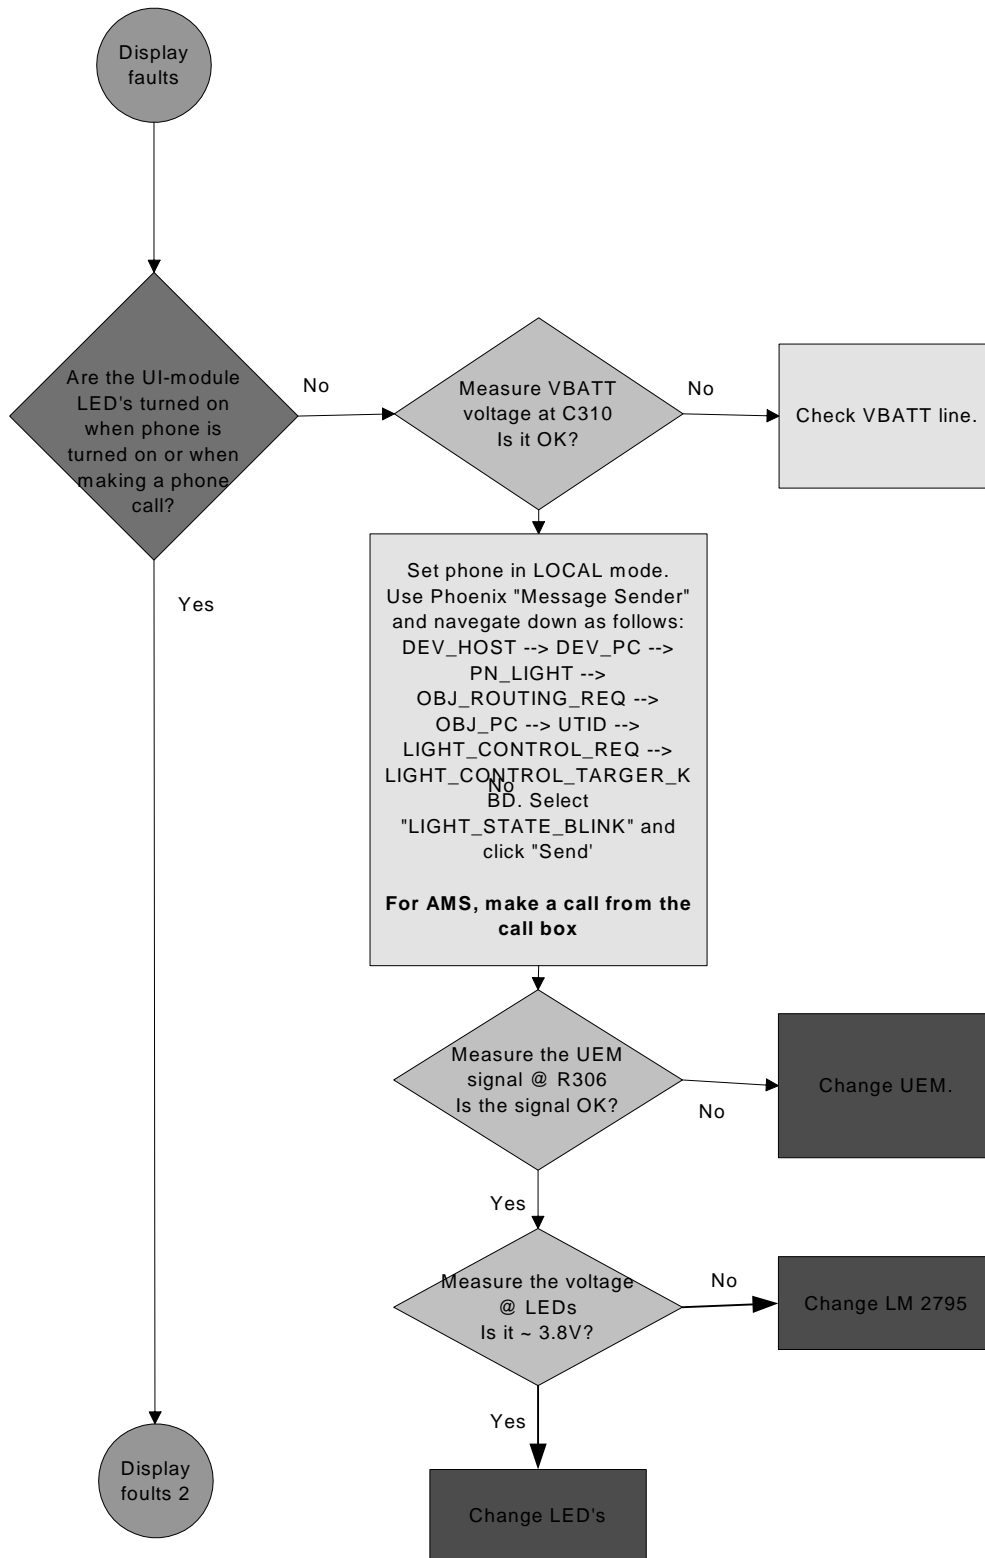 Display
faults
Are the UI-module
LED's turned on
when phone is
turned on or when
making a phone
call?
No
Measure VBATT
voltage at C310
Is it OK?
No
Check VBATT line.
Yes
Set phone in LOCAL mode.
Use Phoenix "Message Sender"
and navegate down as follows:
DEV_HOST --> DEV_PC -->
PN_LIGHT -->
OBJ_ROUTING_REQ -->
OBJ_PC --> UTID -->
LIGHT_CONTROL_REQ -->
LIGHT_CONTROL_TARGER_K
No
BD. Select
"LIGHT_STATE_BLINK" and
click "Send'
For AMS, make a call from the
call box
Measure the UEM
signal @ R306
Is the signal OK?
No
Change UEM.
Yes
Measure the voltage
@ LEDs
Is it ~ 3.8V?
No
Change LM 2795
Yes
Change LED's
Display
foults 2